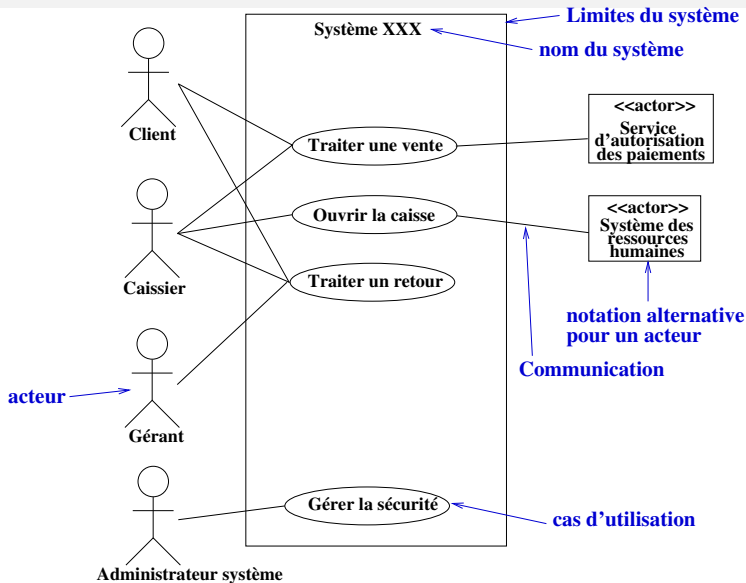 Limites du système
Système XXX
nom du système
Client
Traiter une vente
<<actor>>
Service
d'autorisation
des paiements
Caissier
Ouvrir la caisse
<<actor>>
Système des
ressources
humaines
Traiter un retour
notation alternative
pour un acteur
Communication
acteur
Gérant
Gérer la sécurité
cas d'utilisation
Administrateur système